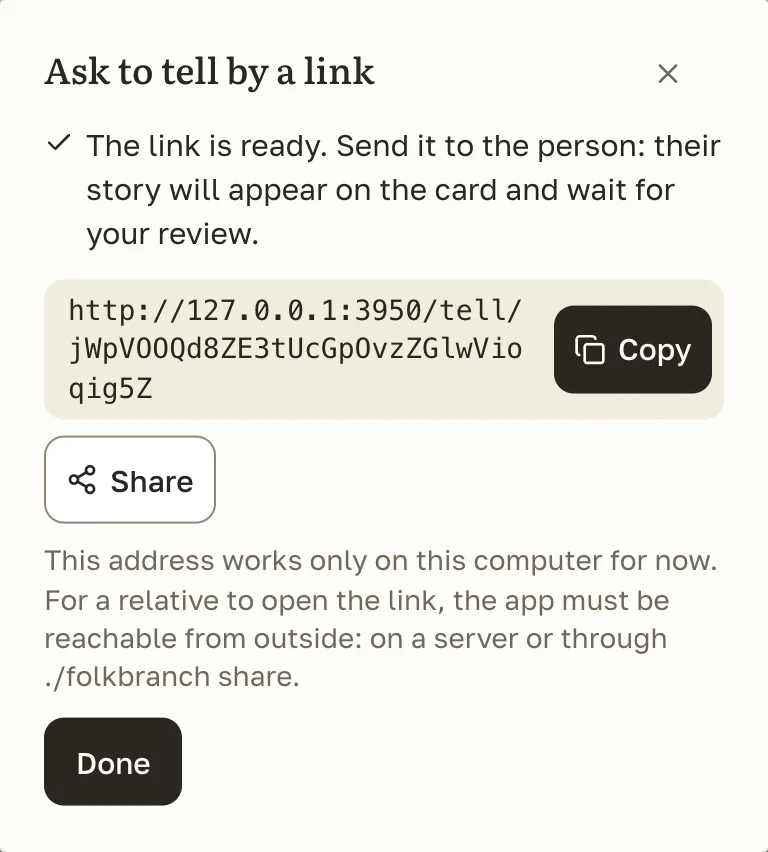 Ask to tell by a link
The link is ready. Send it to the person: their
story will appear on the card and wait for
your review.
http://127.0.0.1:3950/tell/
jWpVOOQd8ZE3tUcGpOvzZGlwVio
qig5Z
Copy
Share
This address works only on this computer for now.
For a relative to open the link, the app must be
reachable from outside: on a server or through
./folkbranch share.
Done